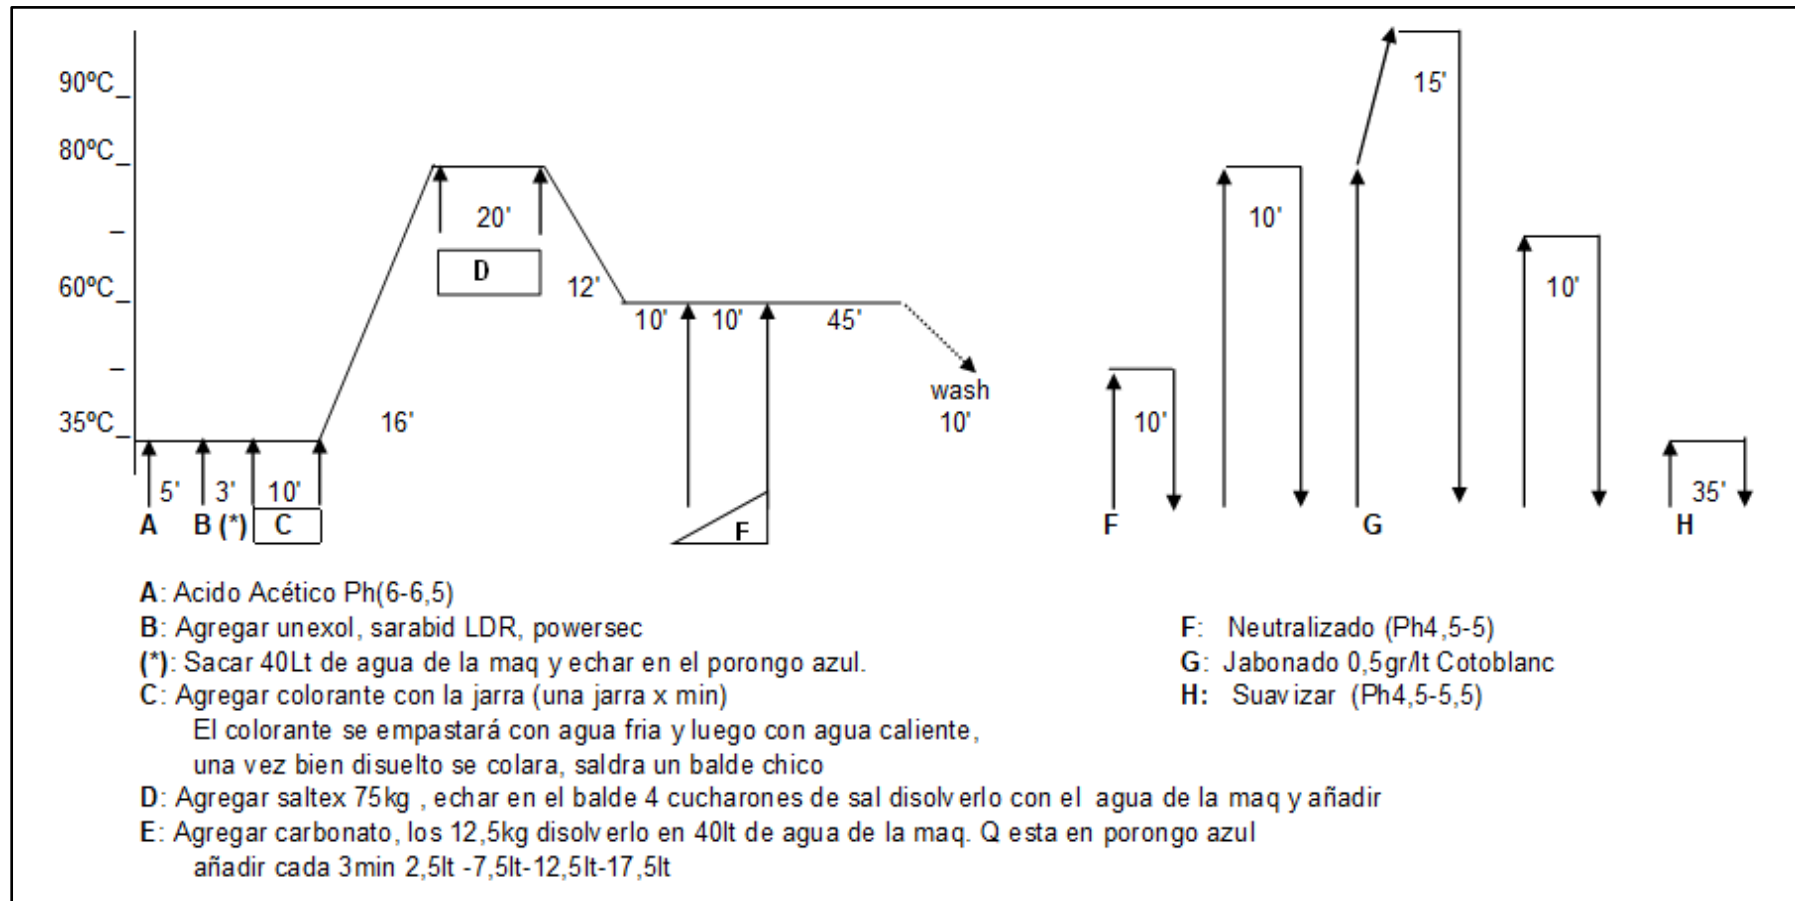 90ºC_
15'
80ºC_
20'
10'
_
D
60ºC_
12'
10'
10' 10' 45'
_
wash
35ºC_
16'
10'
10'
5' 3' 10'
35'
A B (*) C
F
F G H
A: Acido Acético Ph(6-6,5)
B: Agregar unexol, sarabid LDR, powersec
(*): Sacar 40Lt de agua de la maq y echar en el porongo azul.
C: Agregar colorante con la jarra (una jarra x min)
El colorante se empastará con agua fria y luego con agua caliente,
una vez bien disuelto se colara, saldra un balde chico
D: Agregar saltex 75kg , echar en el balde 4 cucharones de sal disolverlo con el agua de la maq y añadir
E: Agregar carbonato, los 12,5kg disolverlo en 40lt de agua de la maq. Q esta en porongo azul
añadir cada 3min 2,5lt -7,5lt-12,5lt-17,5lt
F: Neutralizado (Ph4,5-5)
G: Jabonado 0,5gr/lt Cotoblanc
H: Suavizar (Ph4,5-5,5)